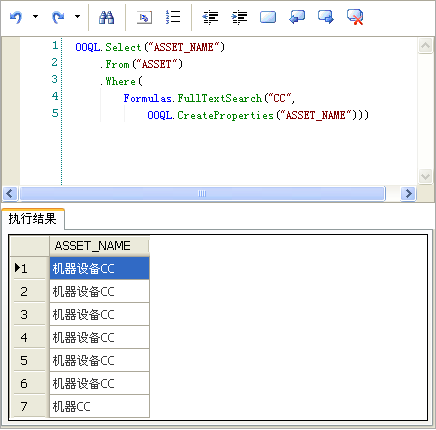 1 OOQL.Select("ASSET_NAME")
2 .From("ASSET")
3 .Where(
4 Formulas.FullTextSearch("CC",
5 OOQL.CreateProperties("ASSET_NAME")))
执行结果
ASSET_NAME
1 机器设备CC
2 机器设备CC
3 机器设备CC
4 机器设备CC
5 机器设备CC
6 机器设备CC
7 机器CC